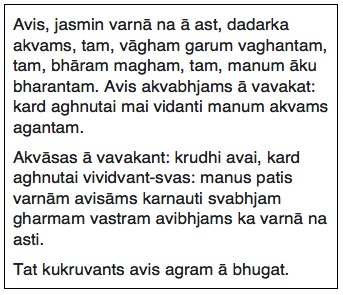 Avis, jasmin varnā na ā ast, dadarka
akvams, tam, vāgham garum vaghantam,
tam, bhāram magham, tam, manum āku
bharantam. Avis akvabhjams ā vavakat:
kard aghnutai mai vidanti manum akvams
agantam.
Akvāsas ā vavakant: krudhi avai, kard
aghnutai vividvant-svas: manus patis
varnām avisāms karnauti svabhjam
gharmam vastram avibhjams ka varnā na
asti.
Tat kukruvants avis agram ā bhugat.